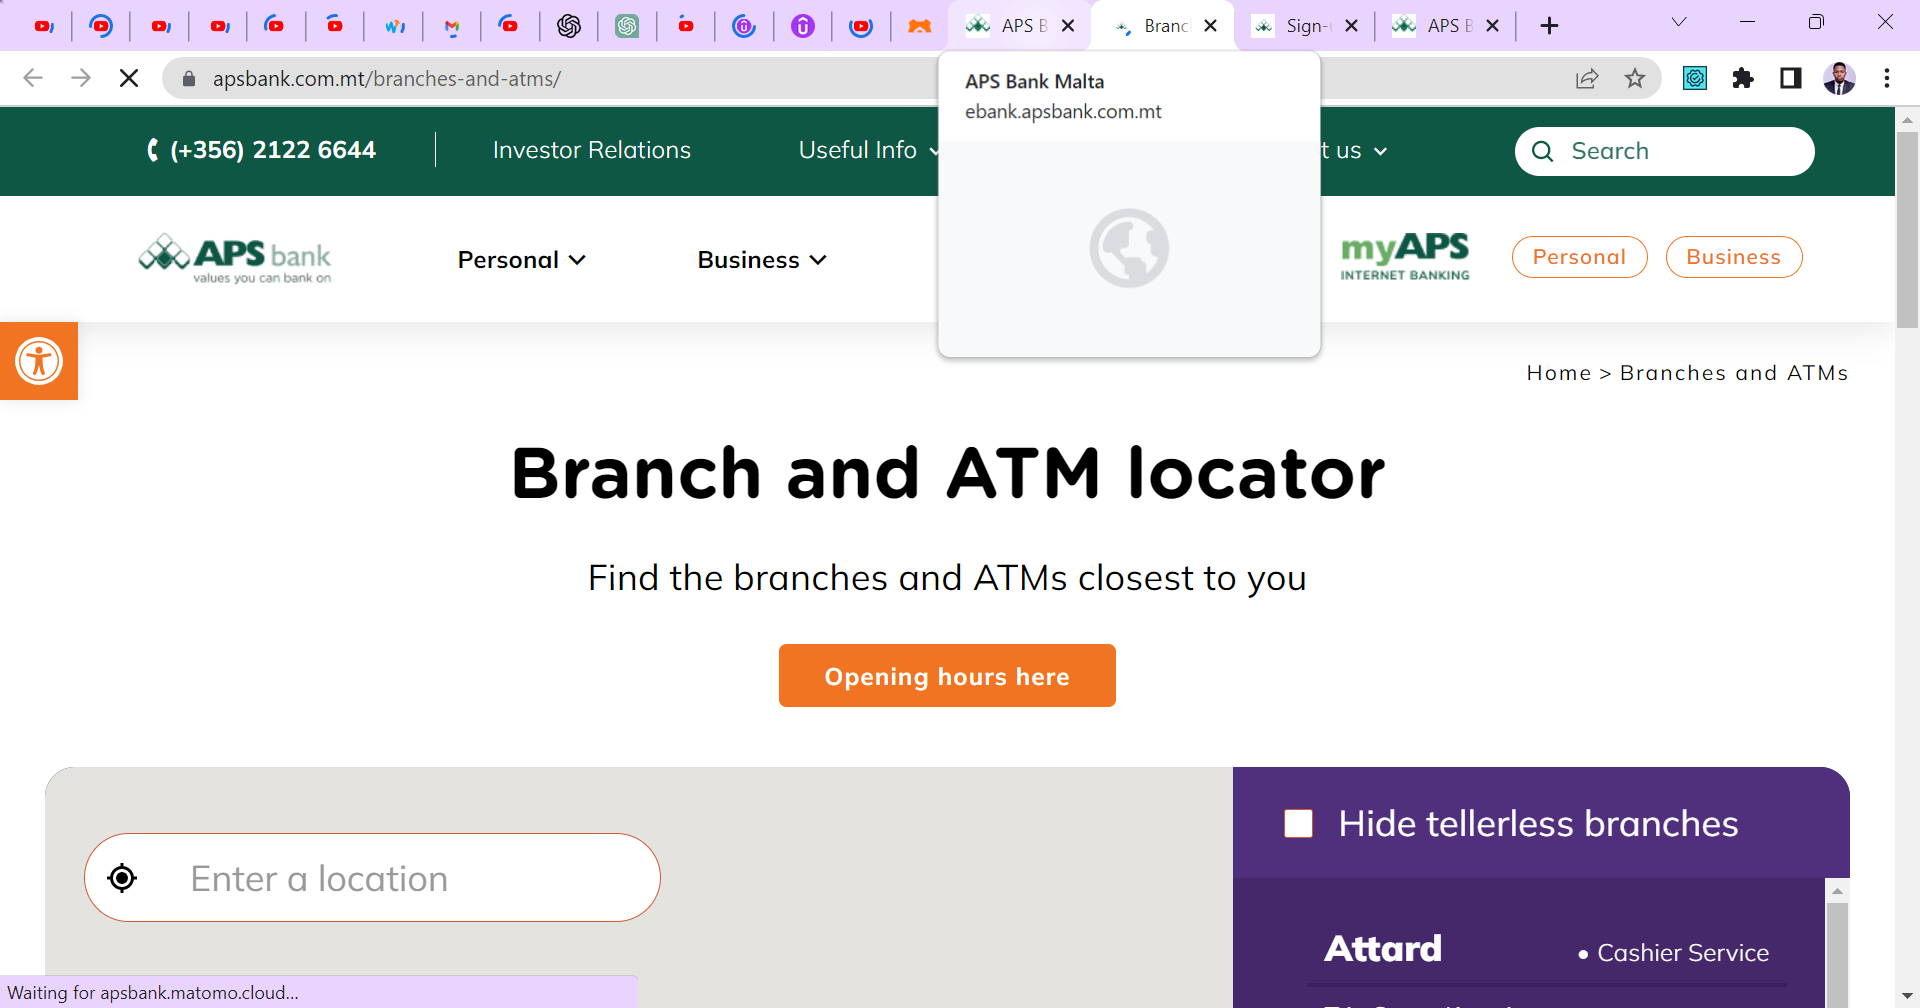 APS B
Branc
Sign-
APS B
apsbank.com.mt/branches-and-atms/
APS Bank Malta
ebank.apsbank.com.mt
(+356) 2122 6644
Investor Relations
Useful Info
t us
Search
APS bank
values you can bank on
Personal
Business
myAPS
INTERNET BANKING
Personal
Business
Home > Branches and ATMs
Branch and ATM locator
Find the branches and ATMs closest to you
Opening hours here
Enter a location
Hide tellerless branches
Attard
• Cashier Service
Waiting for apsbank.matomo.cloud...